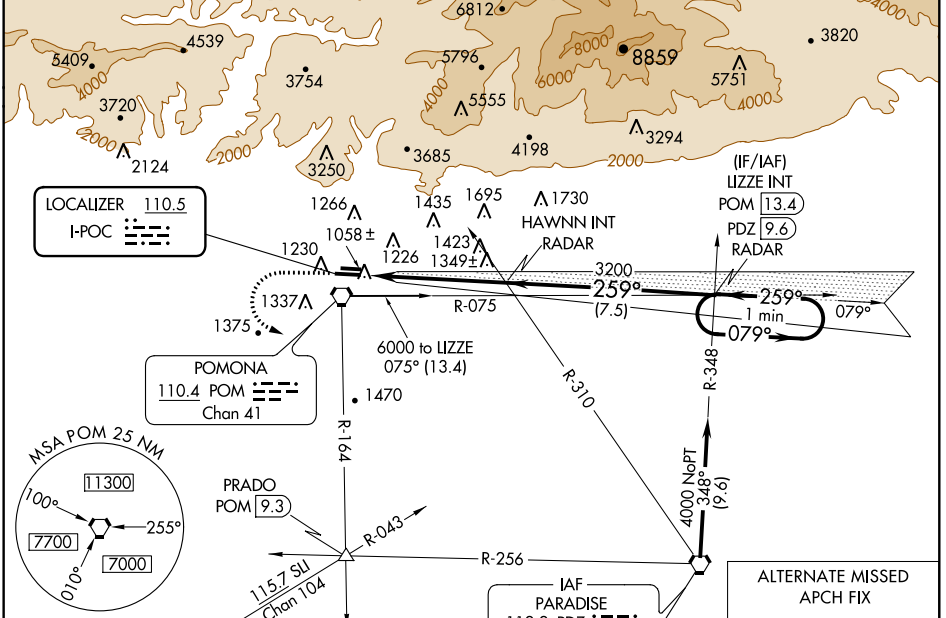 6812
4000
4539
5409
4000
3754
5796
8000
8859
3820
6000
5751
4000
5555
4000
3720
2000
2124
2000
3250
3685
4198
3294
2000
(IF/IAF)
LIZZE INT
POM 13.4
PDZ 9.6
RADAR
LOCALIZER 110.5
I-POC
1266
1435
1695
1730
HAWNN INT
RADAR
1058 ±
1230
1226
1423
1349±
3200
259°
(7.5)
259°
1 min
079°
079°
1337
1375
R-075
6000 to LIZZE
075° (13.4)
POMONA
110.4 POM
Chan 41
1470
R-164
R-310
R-348
4000 NoPT
348°
(9.6)
MSA POM 25 NM
11300
100°
255°
7700
7000
010°
PRADO
POM 9.3
R-043
R-256
115.7 SLI
Chan 104
IAF
PARADISE
ALTERNATE MISSED
APCH FIX